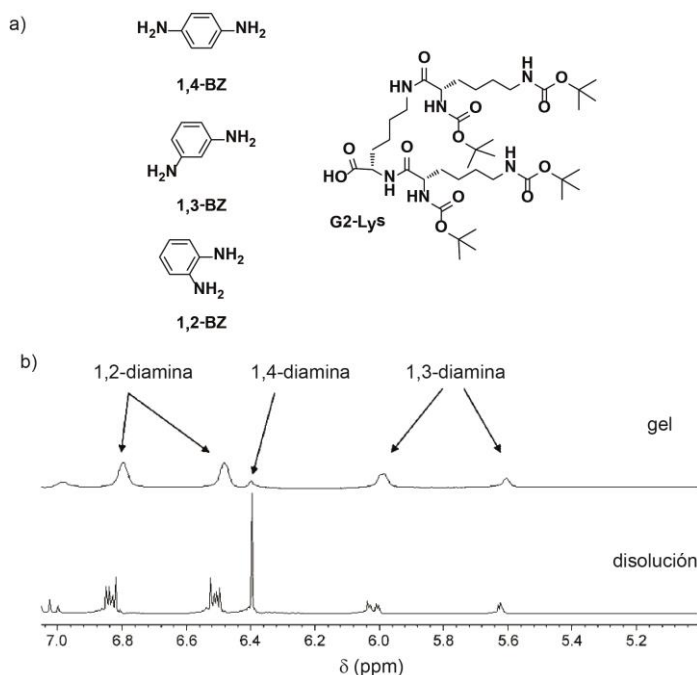 a)
H₂N NH₂
1,4-BZ
NH₂
H₂N
1,3-BZ
NH₂
NH₂
1,2-BZ
O
N
H
HN
O
HN
O
O
H
N
O
O
O
HO
N
H
O
HN
O
O
H
N
O
O
G2-Lys
b)
1,2-diamina 1,4-diamina 1,3-diamina
gel
disolución
7.0 6.8 6.6 6.4 6.2 6.0 5.8 5.6 5.4 5.2
δ (ppm)